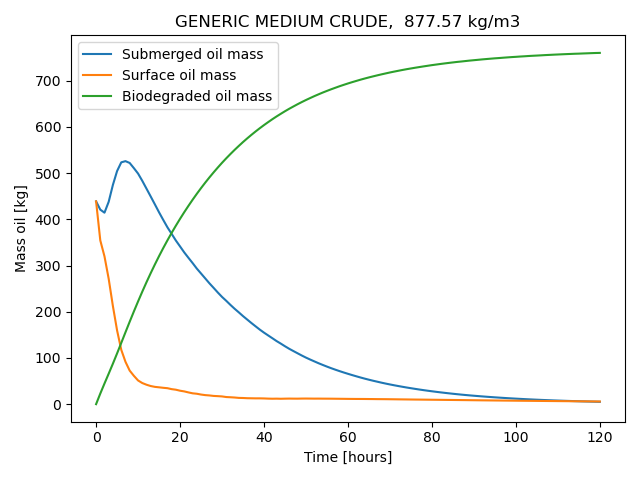 GENERIC MEDIUM CRUDE,  877.57 kg/m3
Submerged oil mass
Surface oil mass
Biodegraded oil mass
Mass oil [kg]
700
600
500
400
300
200
100
0
0 20 40 60 80 100 120
Time [hours]